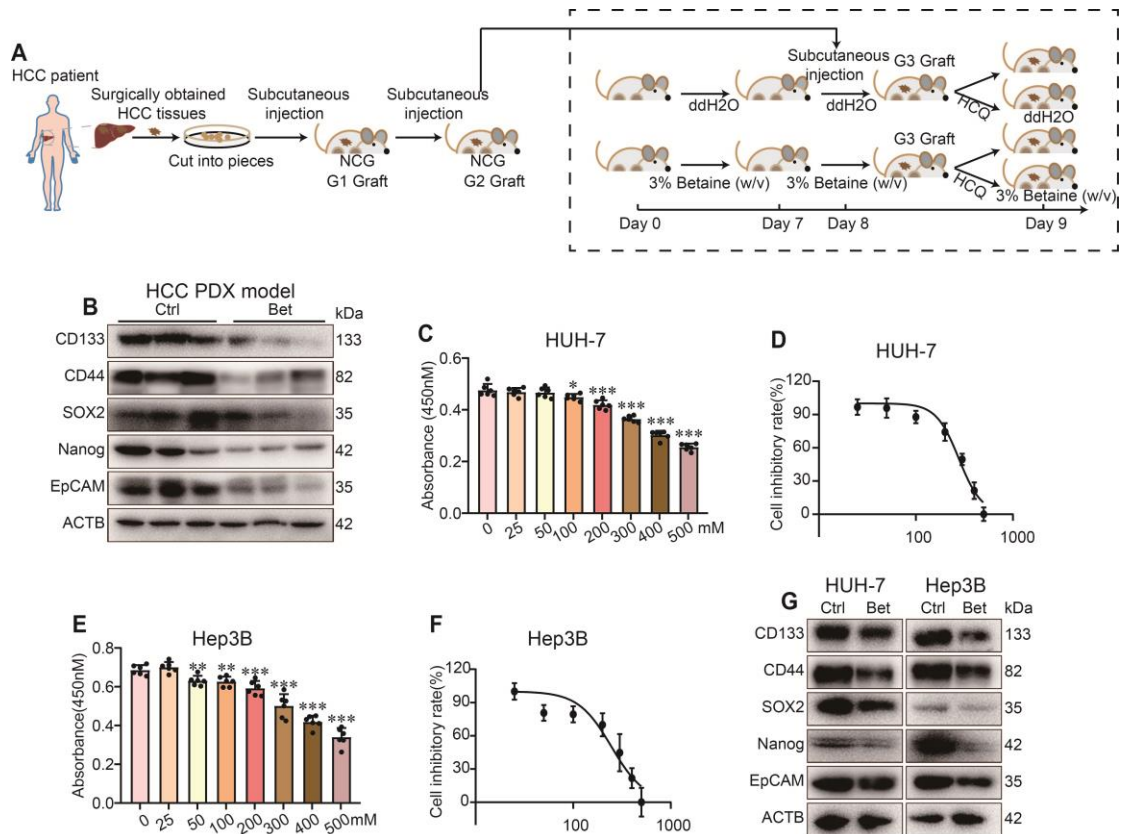 A
HCC patient
Surgically obtained
HCC tissues
Cut into pieces
Subcutaneous
injection
NCG
G1 Graft
Subcutaneous
injection
NCG
G2 Graft
Subcutaneous
injection
G3 Graft
ddH2O
ddH2O
HCQ
ddH2O
G3 Graft
3% Betaine (w/v)
3% Betaine (w/v)
HCQ
3% Betaine (w/v)
Day 0
Day 7
Day 8
Day 9
B
HCC PDX model
Ctrl Bet kDa
CD133 133
CD44 82
SOX2 35
Nanog 42
EpCAM 35
ACTB 42
C
HUH-7
Absorbance (450nM)
0.6
0.4
0.2
0.0
* *** *** *** ***
0 25 50 100 200 300 400 500 mM
D
HUH-7
Cell inhibitory rate(%)
120
90
60
30
0
100 1000
E
Hep3B
Absorbance(450nM)
0.8
0.6
0.4
0.2
0.0
** ** *** *** *** ***
0 25 50 100 200 300 400 500mM
F
Hep3B
Cell inhibitory rate(%)
120
90
60
30
0
100 1000
G
HUH-7 Hep3B
Ctrl Bet Ctrl Bet kDa
CD133 133
CD44 82
SOX2 35
Nanog 42
EpCAM 35
ACTB 42